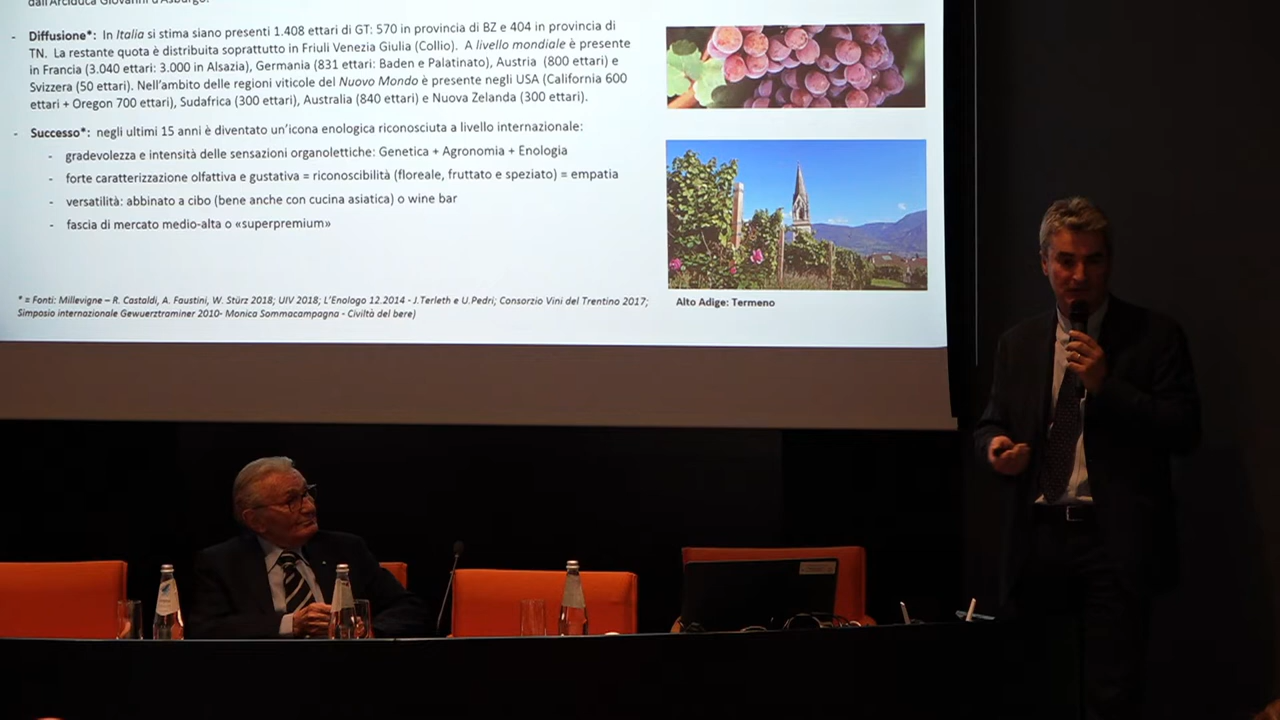 dall'Arciduca Giovanni d'Asburgo.
- Diffusione*: In Italia si stima siano presenti 1.408 ettari di GT: 570 in provincia di BZ e 404 in provincia di
TN. La restante quota è distribuita soprattutto in Friuli Venezia Giulia (Collio). A livello mondiale è presente
in Francia (3.040 ettari: 3.000 in Alsazia), Germania (831 ettari: Baden e Palatinato), Austria (800 ettari) e
Svizzera (50 ettari). Nell'ambito delle regioni viticole del Nuovo Mondo è presente negli USA (California 600
ettari + Oregon 700 ettari), Sudafrica (300 ettari), Australia (840 ettari) e Nuova Zelanda (300 ettari).
- Successo*: negli ultimi 15 anni è diventato un'icona enologica riconosciuta a livello internazionale:
- gradevolezza e intensità delle sensazioni organolettiche: Genetica + Agronomia + Enologia
- forte caratterizzazione olfattiva e gustativa = riconoscibilità (floreale, fruttato e speziato) = empatia
- versatilità: abbinato a cibo (bene anche con cucina asiatica) o wine bar
- fascia di mercato medio-alta o «superpremium»
* = Fonti: Millevigne – R. Castaldi, A. Faustini, W. Stürz 2018; UIV 2018; L'Enologo 12.2014 - J.Terleth e U.Pedri; Consorzio Vini del Trentino 2017;
Simposio internazionale Gewuerztraminer 2010- Monica Sommacampagna - Civiltà del bere)
Alto Adige: Termeno